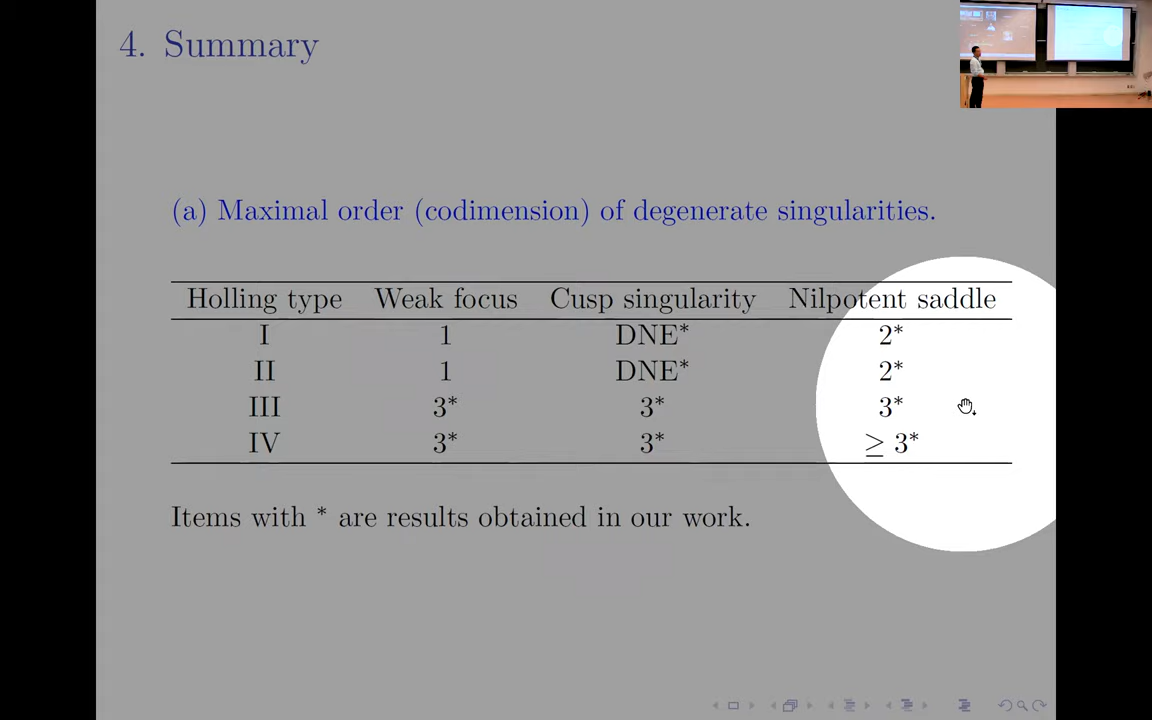 4. Summary
(a) Maximal order (codimension) of degenerate singularities.
Holling type Weak focus Cusp singularity Nilpotent saddle
I 1 DNE* 2*
II 1 DNE* 2*
III 3* 3* 3*
IV 3* 3* ≥ 3*
Items with * are results obtained in our work.